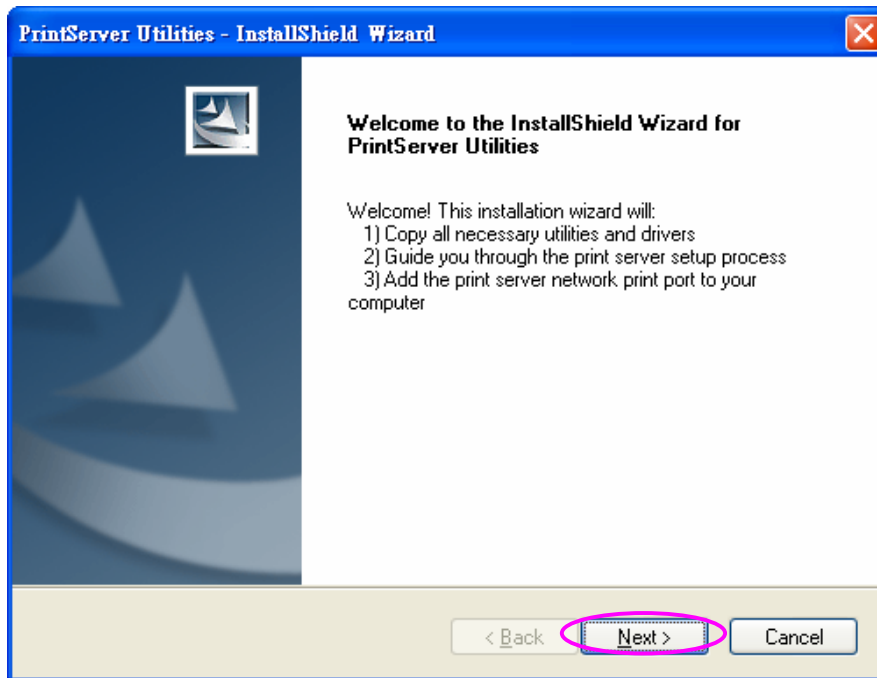 PrintServer Utilities - InstallShield Wizard
Welcome to the InstallShield Wizard for
PrintServer Utilities
Welcome! This installation wizard will:
1) Copy all necessary utilities and drivers
2) Guide you through the print server setup process
3) Add the print server network print port to your
computer
< Back
Next >
Cancel